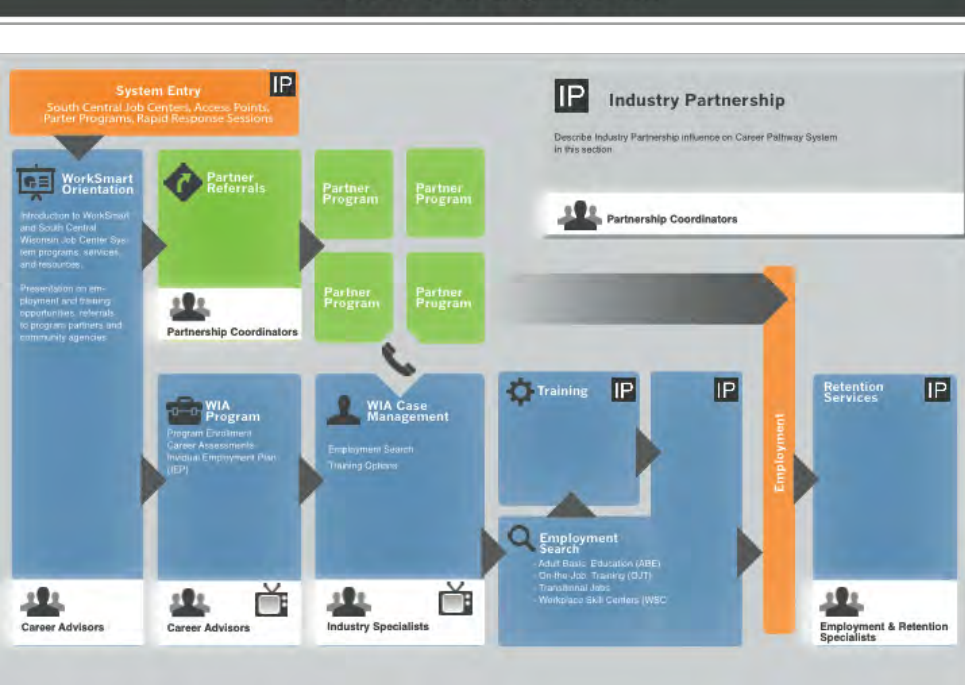 System Entry
IP
South Central Job Centers, Access Points,
Parter Programs, Rapid Response Sessions
IP
Industry Partnership
Describe Industry Partnership influence on Career Pathway System
in this section
Partnership Coordinators
WorkSmart
Orientation
Introduction to WorkSmart
and South Central
Wisconsin Job Center Sys-
tem programs, services,
and resources.
Presentation on em-
ployment and training
opportunities, referrals
to program partners and
community agencies
Career Advisors
Partner
Referrals
Partnership Coordinators
Partner
Program
Partner
Program
Partner
Program
Partner
Program
WIA
Program
Program Enrollment
Career Assessments
Invidual Employment Plan
(IEP)
Career Advisors
WIA Case
Management
Employment Search
Training Options
Industry Specialists
Training
IP
IP
Employment
Search
- Adult Basic Education (ABE)
- On-the-Job Training (OJT)
- Transitional Jobs
- Workplace Skill Centers (WSC
Employment
Retention
Services
IP
Employment & Retention
Specialists